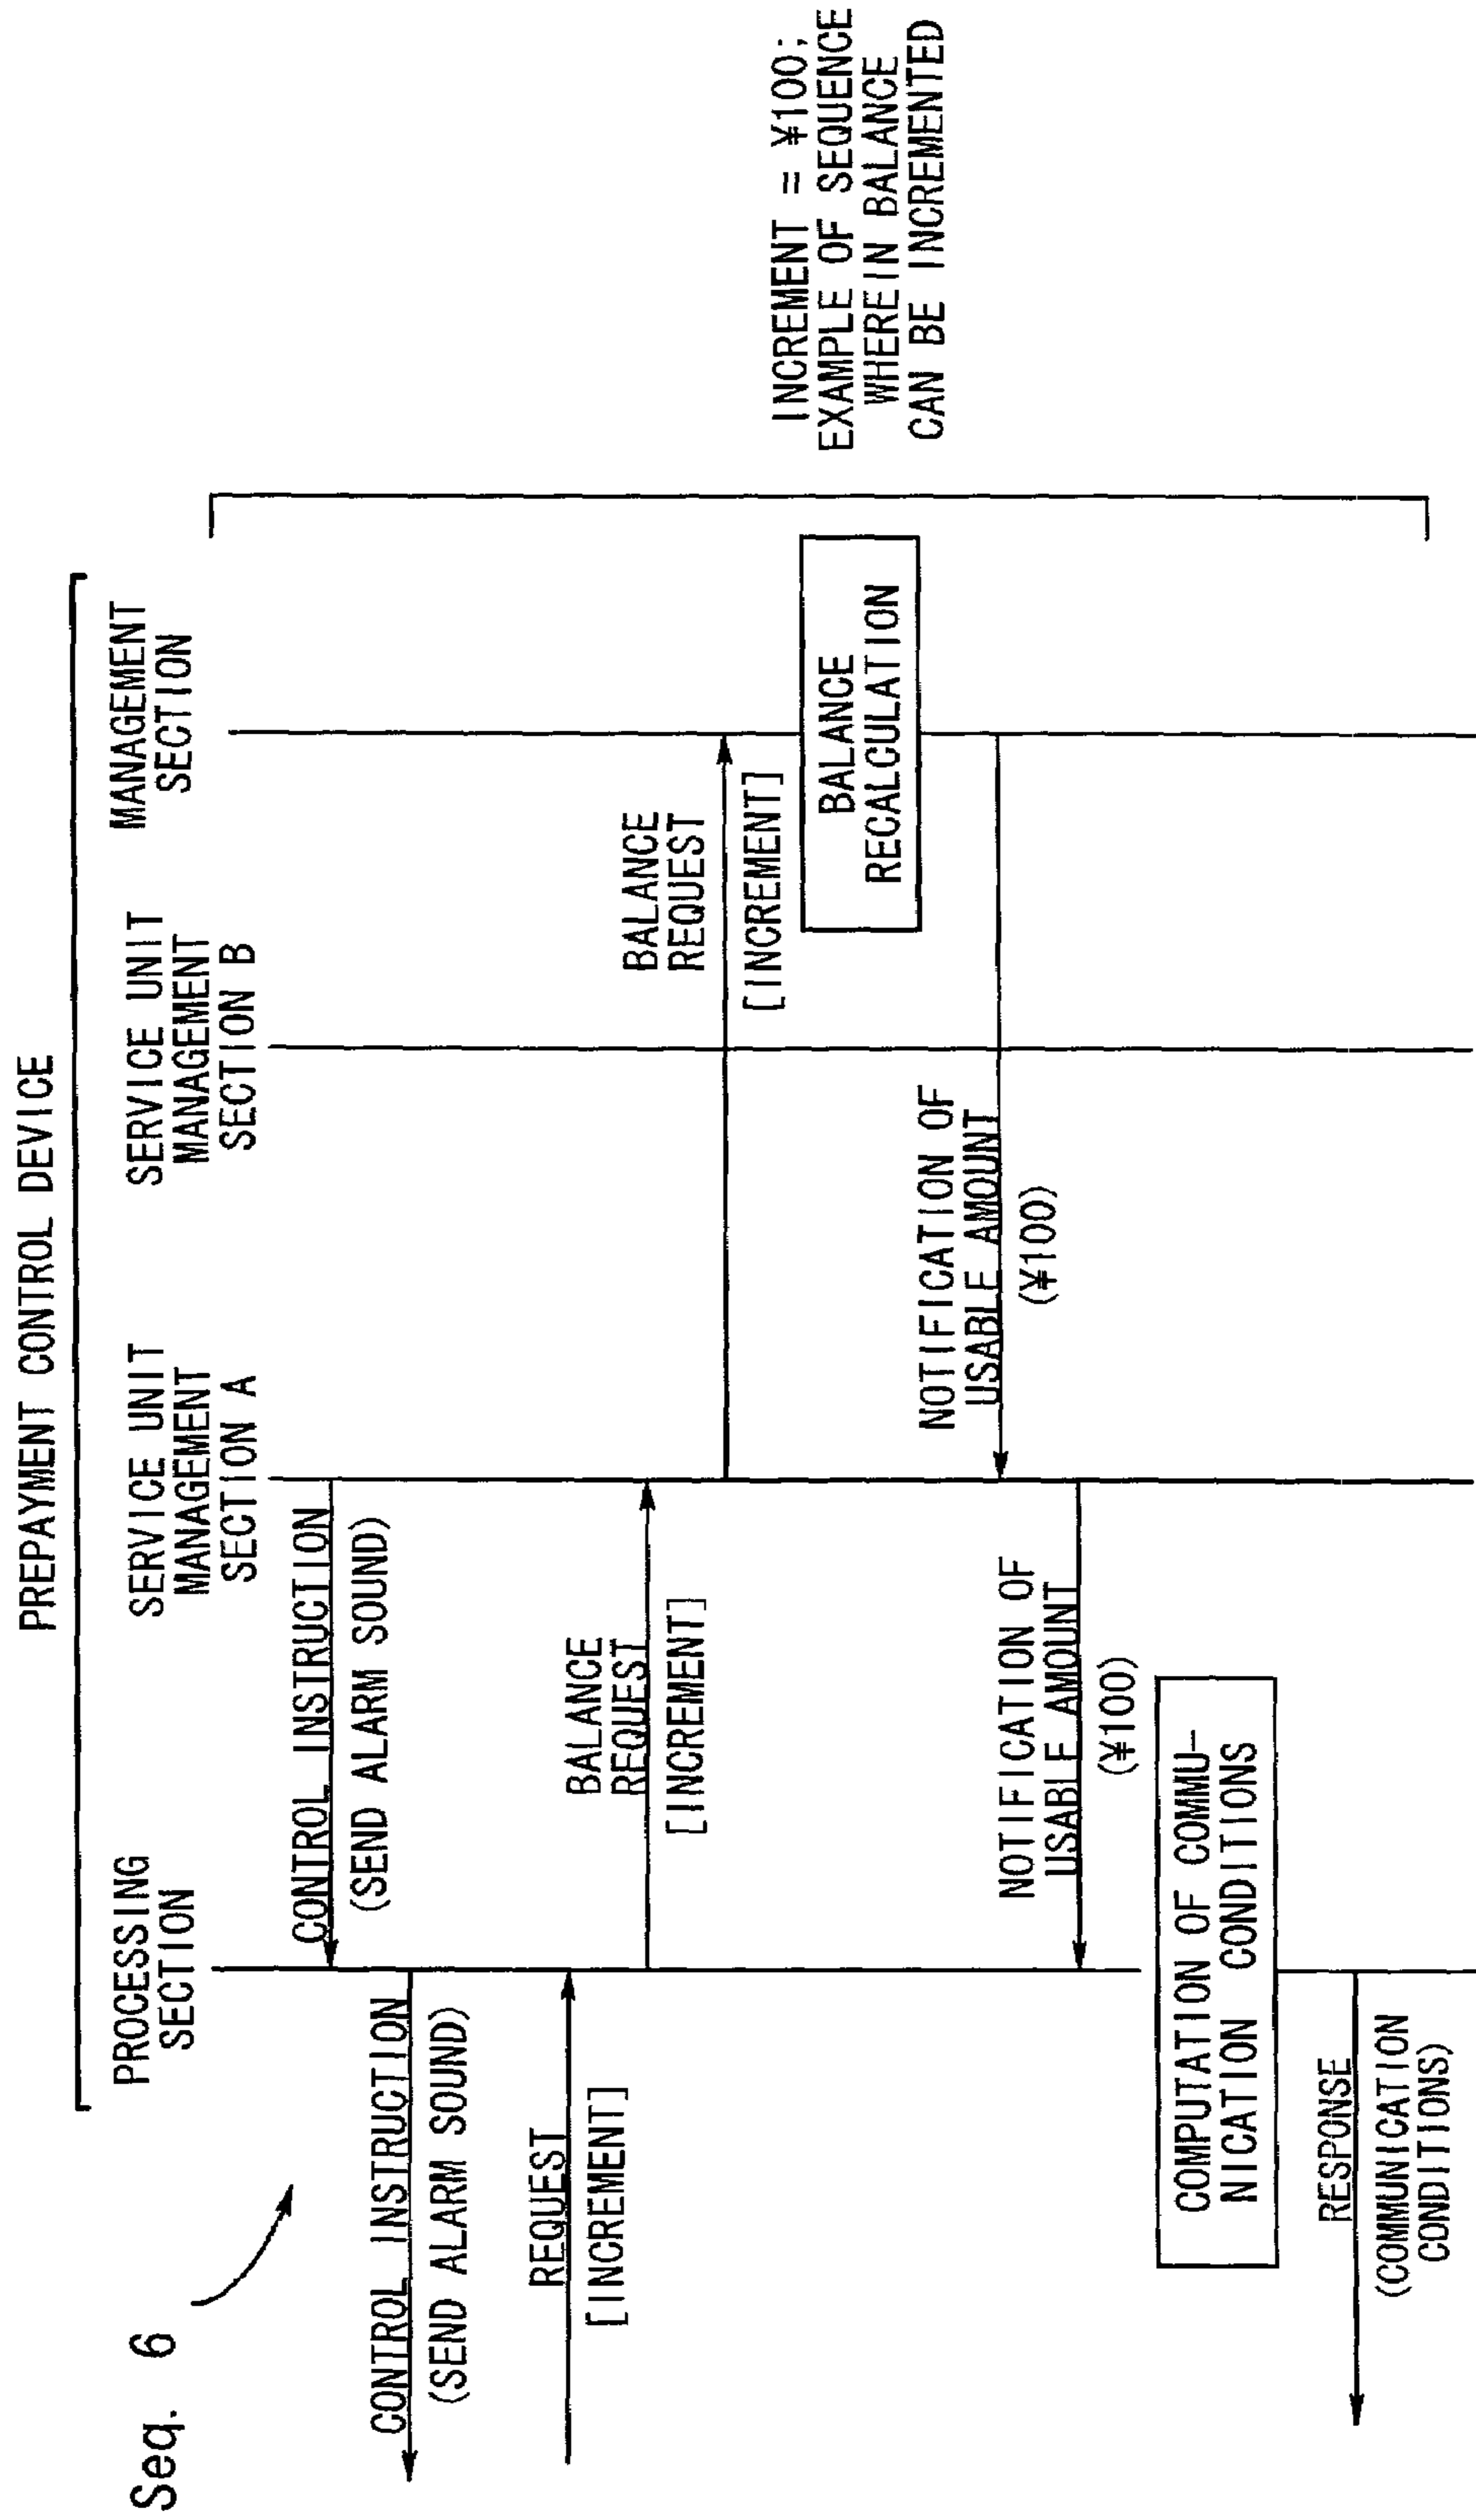 PREPAYMENT CONTROL DEVICE
Seq. 6
PROCESSING
SECTION
SERVICE UNIT
MANAGEMENT
SECTION A
SERVICE UNIT
MANAGEMENT
SECTION B
MANAGEMENT
SECTION
CONTROL INSTRUCTION
(SEND ALARM SOUND)
CONTROL INSTRUCTION
(SEND ALARM SOUND)
REQUEST
[INCREMENT]
BALANCE
REQUEST
[INCREMENT]
BALANCE
REQUEST
[INCREMENT]
BALANCE
RECALCULATION
INCREMENT = ¥100;
EXAMPLE OF SEQUENCE
WHEREIN BALANCE
CAN BE INCREMENTED
NOTIFICATION OF
USABLE AMOUNT
(¥100)
NOTIFICATION OF
USABLE AMOUNT
(¥100)
COMPUTATION OF COMMU-
NICATION CONDITIONS
RESPONSE
(COMMUNICATION
CONDITIONS)